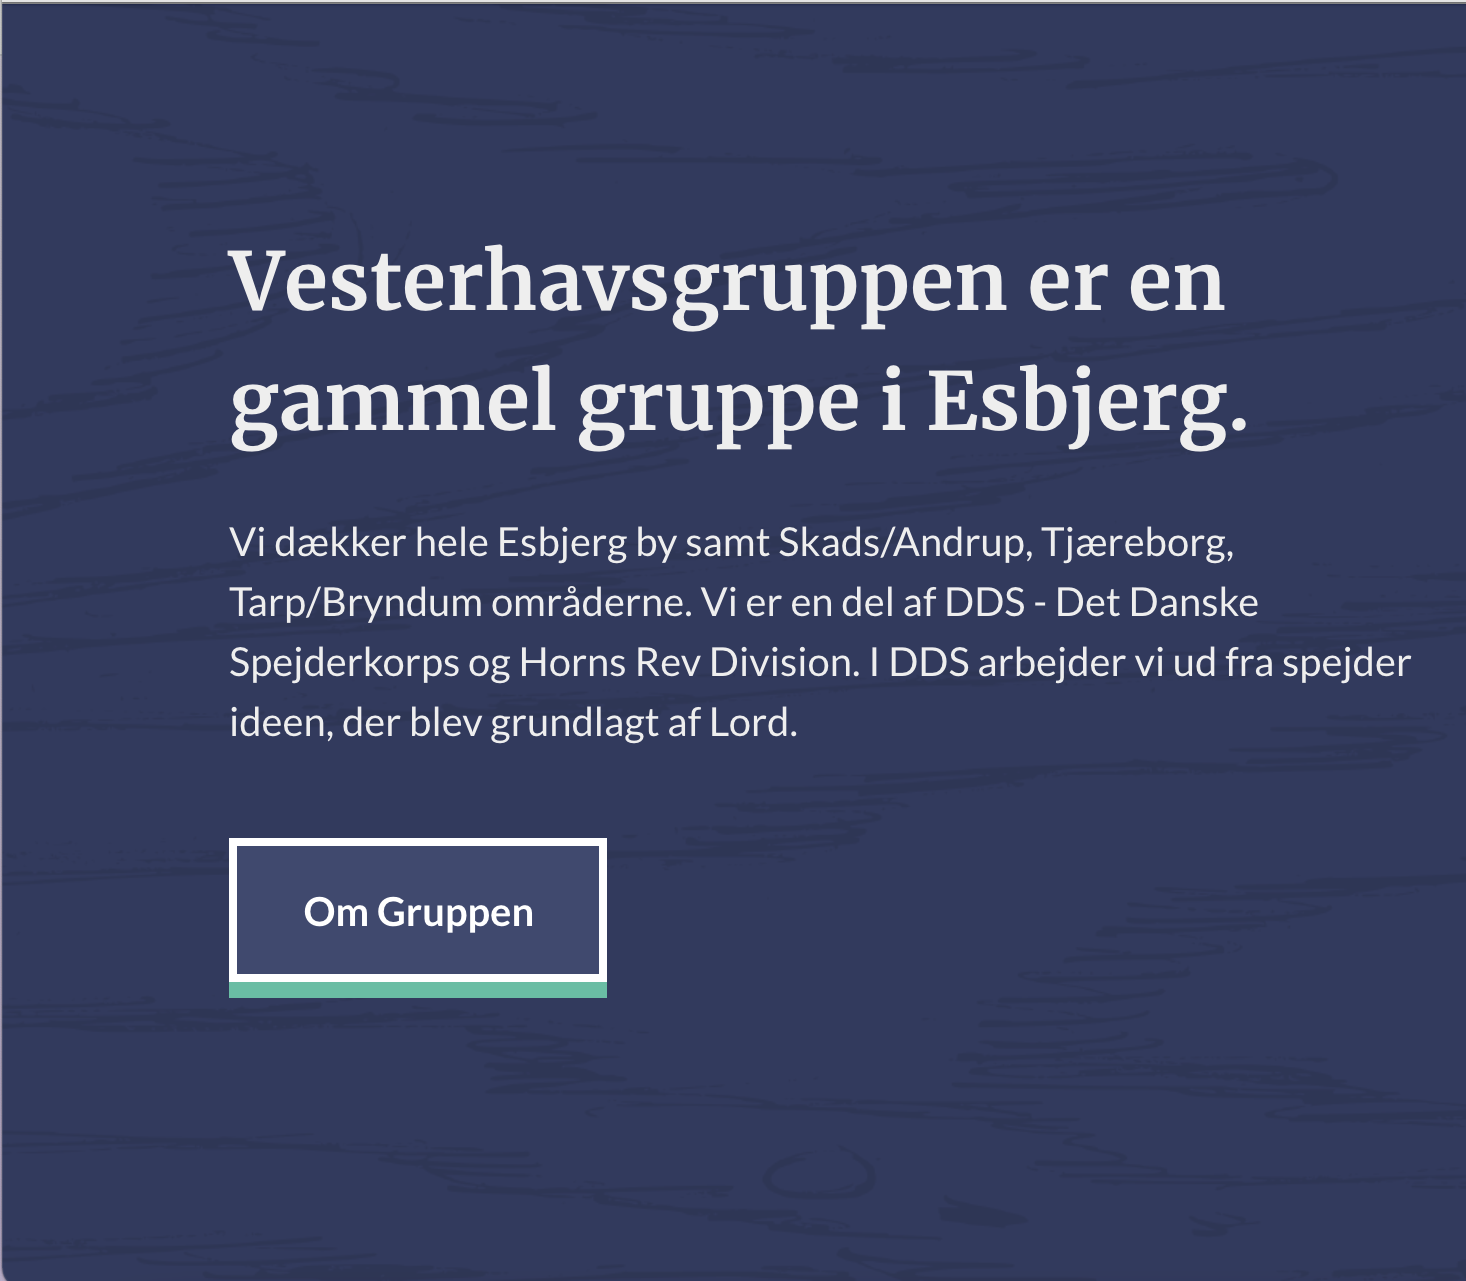 Vesterhavsgruppen er en
gammel gruppe i Esbjerg.
Vi dækker hele Esbjerg by samt Skads/Andrup, Tjæreborg,
Tarp/Bryndum områderne. Vi er en del af DDS - Det Danske
Spejderkorps og Horns Rev Division. I DDS arbejder vi ud fra spejder
ideen, der blev grundlagt af Lord.
Om Gruppen